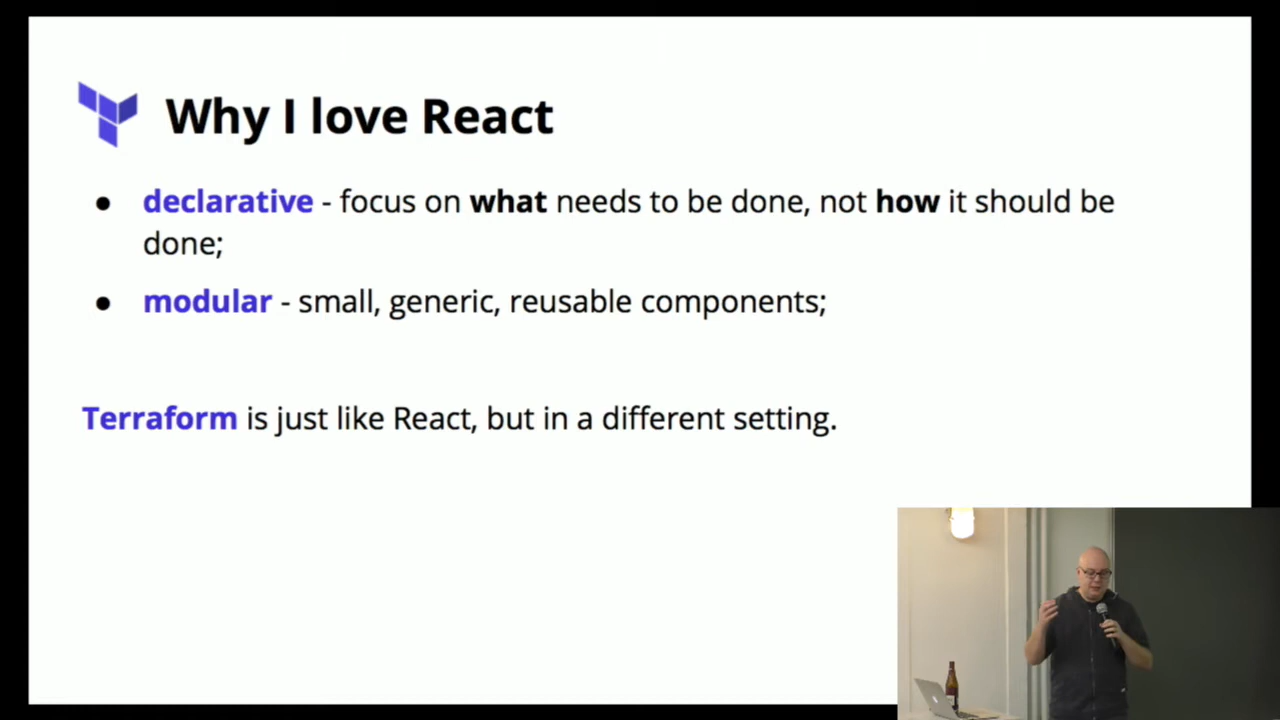 Why I love React
● declarative - focus on what needs to be done, not how it should be
done;
● modular - small, generic, reusable components;
Terraform is just like React, but in a different setting.